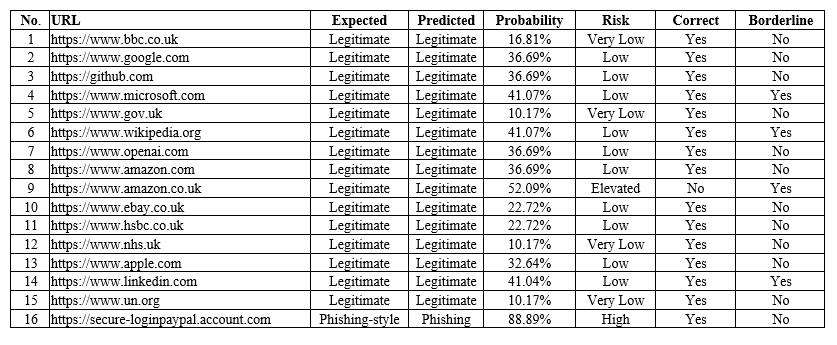 No. URL Expected Predicted Probability Risk Correct Borderline
1 https://www.bbc.co.uk Legitimate Legitimate 16.81% Very Low Yes No
2 https://www.google.com Legitimate Legitimate 36.69% Low Yes No
3 https://github.com Legitimate Legitimate 36.69% Low Yes No
4 https://www.microsoft.com Legitimate Legitimate 41.07% Low Yes Yes
5 https://www.gov.uk Legitimate Legitimate 10.17% Very Low Yes No
6 https://www.wikipedia.org Legitimate Legitimate 41.07% Low Yes Yes
7 https://www.openai.com Legitimate Legitimate 36.69% Low Yes No
8 https://www.amazon.com Legitimate Legitimate 36.69% Low Yes No
9 https://www.amazon.co.uk Legitimate Legitimate 52.09% Elevated No Yes
10 https://www.ebay.co.uk Legitimate Legitimate 22.72% Low Yes No
11 https://www.hsbc.co.uk Legitimate Legitimate 22.72% Low Yes No
12 https://www.nhs.uk Legitimate Legitimate 10.17% Very Low Yes No
13 https://www.apple.com Legitimate Legitimate 32.64% Low Yes No
14 https://www.linkedin.com Legitimate Legitimate 41.04% Low Yes Yes
15 https://www.un.org Legitimate Legitimate 10.17% Very Low Yes No
16 https://secure-loginpaypal.account.com Phishing-style Phishing 88.89% High Yes No